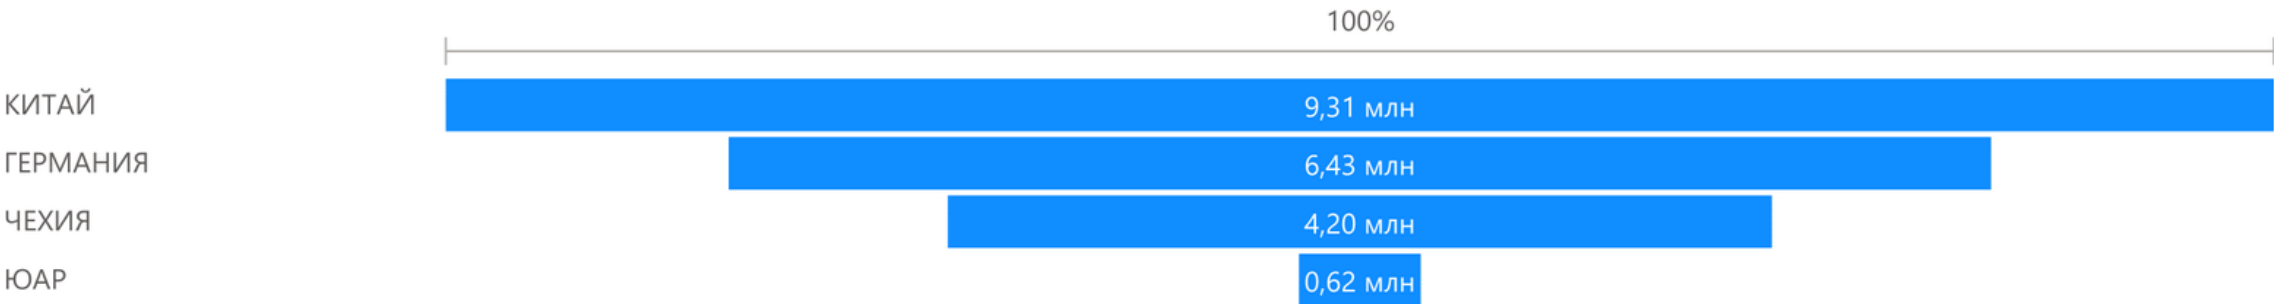 100%
КИТАЙ 9,31 млн
ГЕРМАНИЯ 6,43 млн
ЧЕХИЯ 4,20 млн
ЮАР 0,62 млн